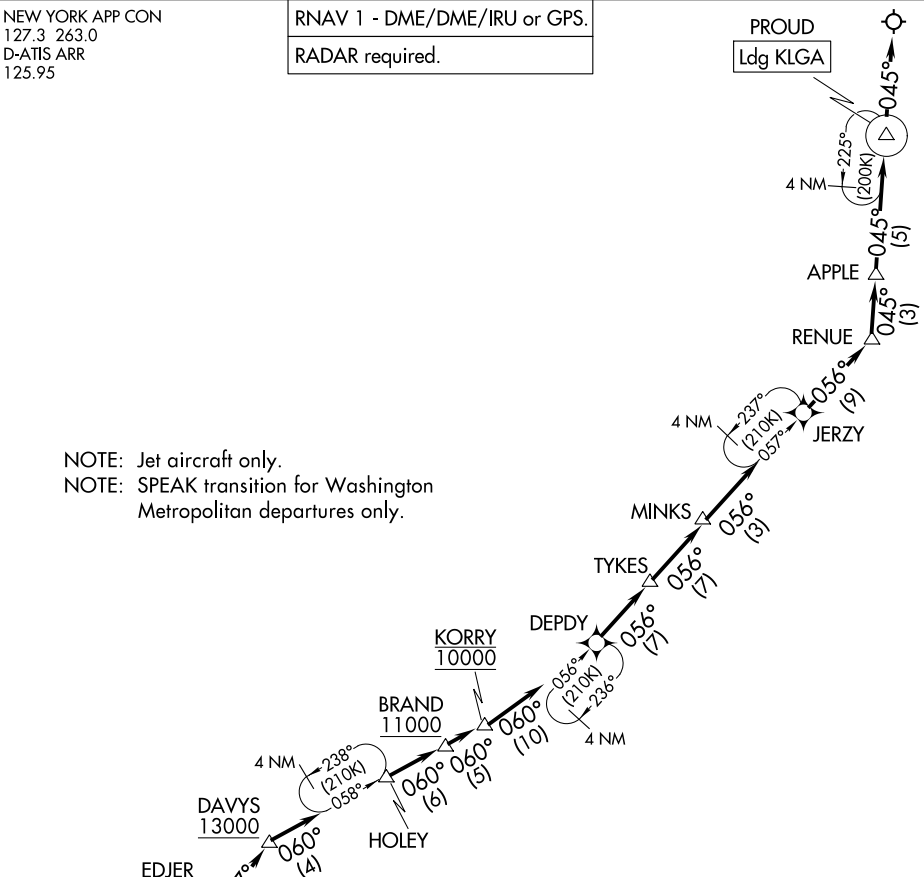 NEW YORK APP CON
127.3 263.0
D-ATIS ARR
125.95
RNAV 1 - DME/DME/IRU or GPS.
RADAR required.
PROUD
Ldg KLGA
045°
225°
(200K)
4 NM
045°
(5)
APPLE
045°
(3)
RENUE
056°
(9)
237°
(210K)
057°
4 NM
JERZY
NOTE: Jet aircraft only.
NOTE: SPEAK transition for Washington
Metropolitan departures only.
MINKS
056°
(3)
TYKES
056°
(7)
DEPDY
056°
(7)
056°
(210K)
236°
4 NM
KORRY
10000
060°
(10)
BRAND
11000
060°
(5)
060°
(6)
4 NM
238°
(210K)
058°
HOLEY
DAVYS
13000
060°
(4)
EDJER